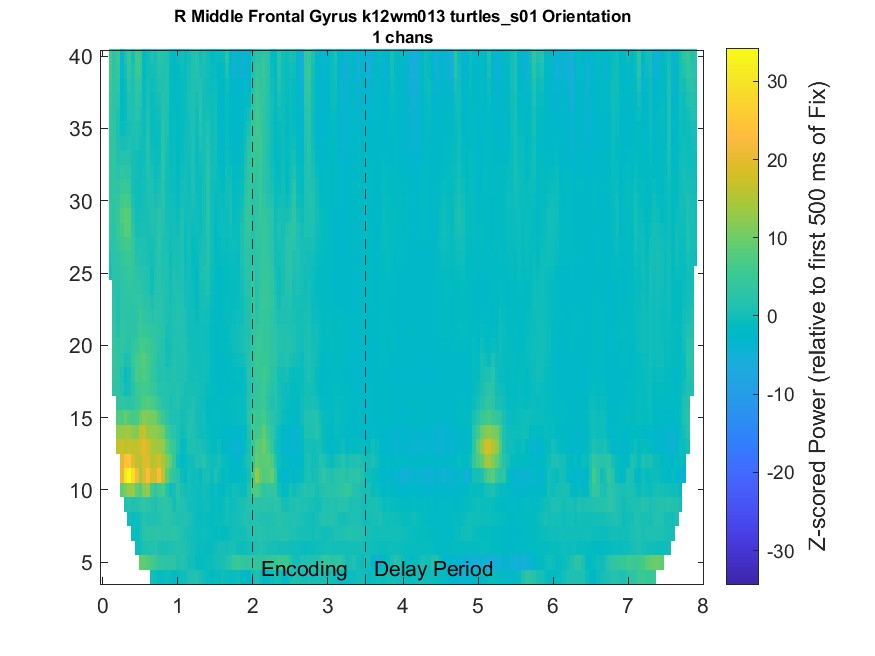 R Middle Frontal Gyrus k12wm013 turtles_s01 Orientation
1 chans
40
35
30
25
20
15
10
5
Encoding
Delay Period
0 1 2 3 4 5 6 7 8
30
20
10
0
-10
-20
-30
Z-scored Power (relative to first 500 ms of Fix)